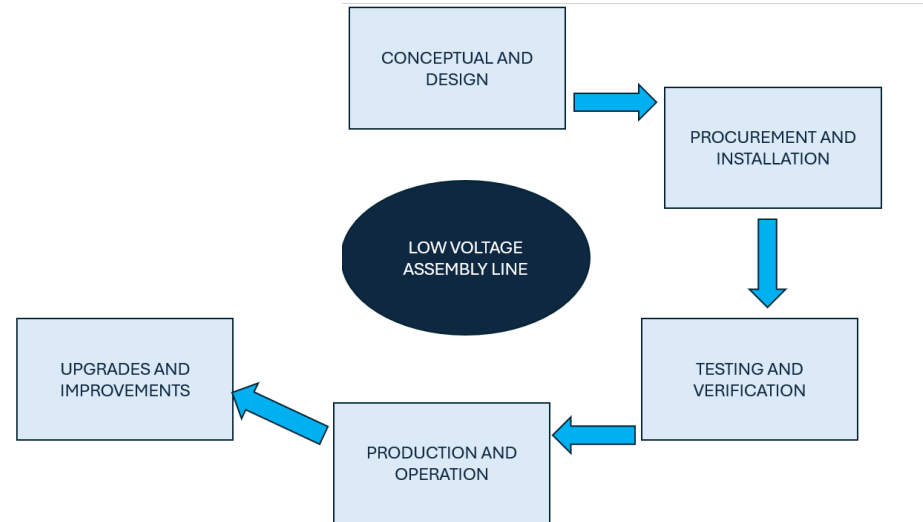 CONCEPTUAL AND
DESIGN
PROCUREMENT AND
INSTALLATION
LOW VOLTAGE
ASSEMBLY LINE
TESTING AND
VERIFICATION
PRODUCTION AND
OPERATION
UPGRADES AND
IMPROVEMENTS